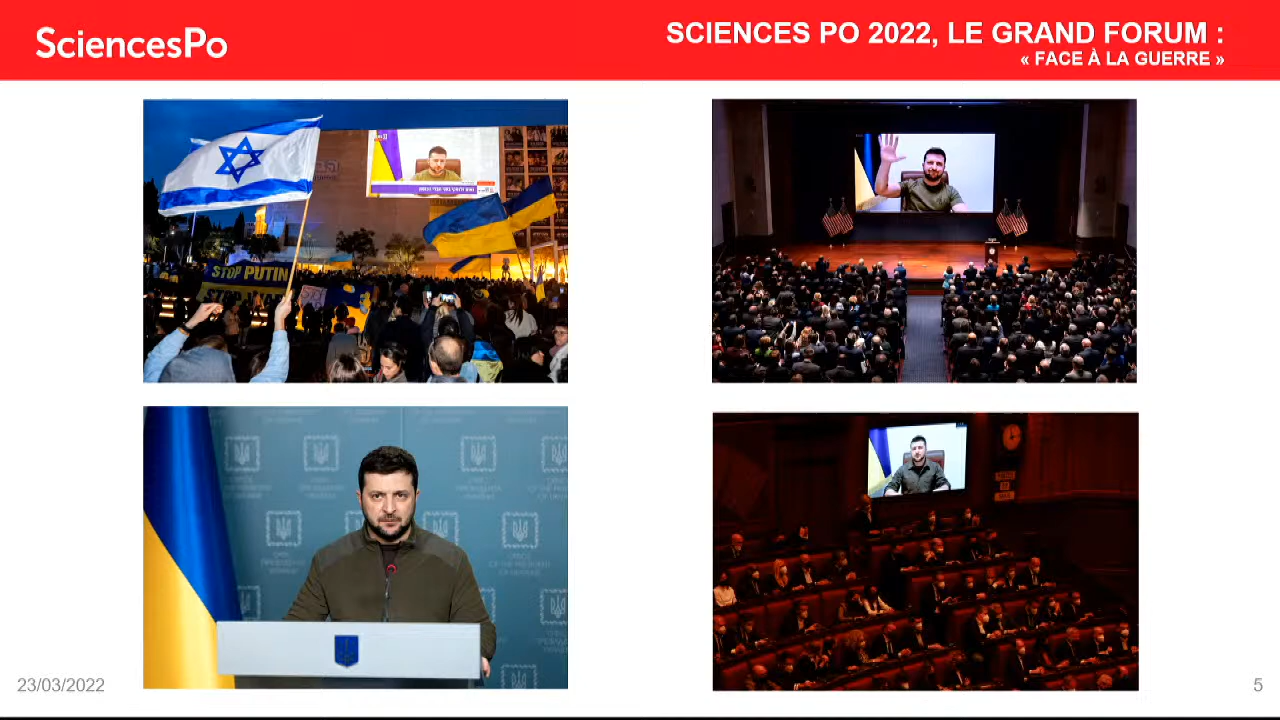 SciencesPo
SCIENCES PO 2022, LE GRAND FORUM :
« FACE À LA GUERRE »
STOP PUTIN
23/03/2022
5